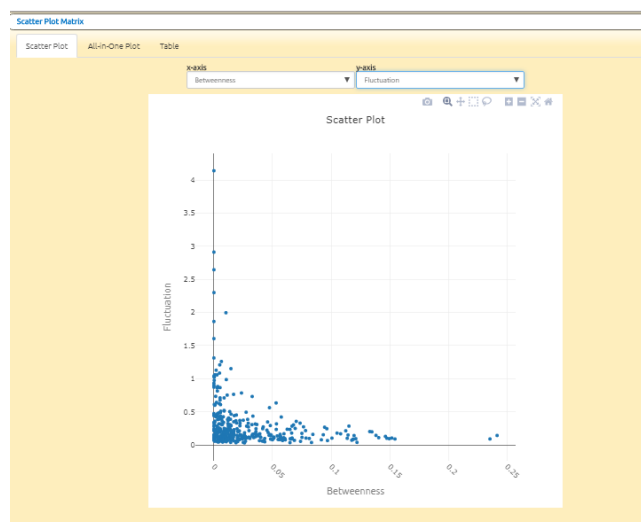 Scatter Plot Matrix
Scatter Plot All-in-One Plot Table
x-axis y-axis
Betweenness Fluctuation
Scatter Plot
4
3.5
3
2.5
2
1.5
1
0.5
0
Fluctuation
0 0.05 0.1 0.15 0.2 0.25
Betweenness